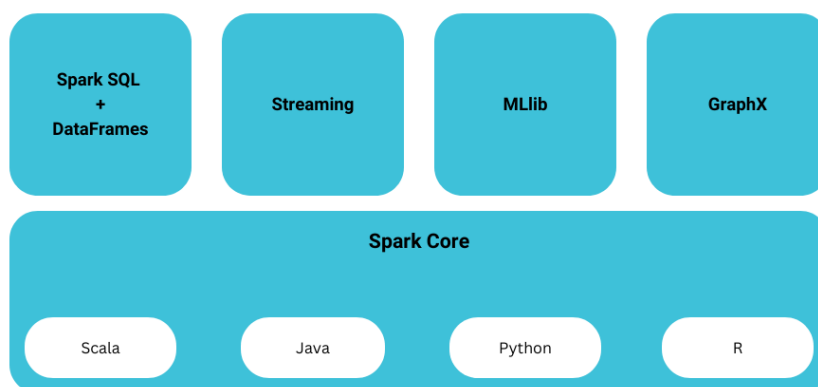 Spark SQL
+
DataFrames
Streaming
MLlib
GraphX
Spark Core
Scala
Java
Python
R